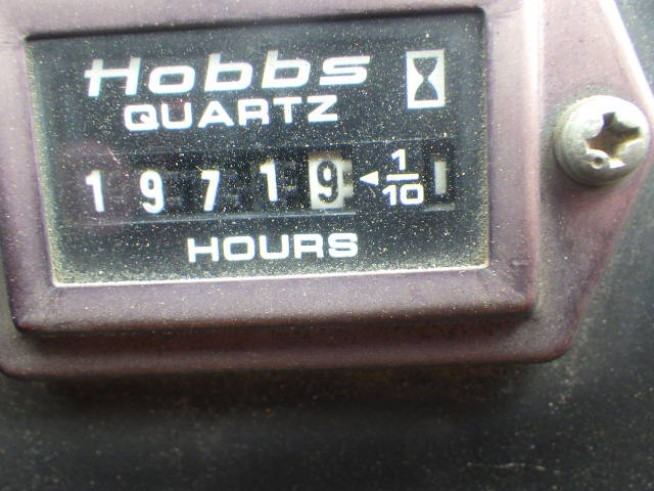 Hobbs
QUARTZ
1 9 7 1 9 ◄ 1/10
HOURS